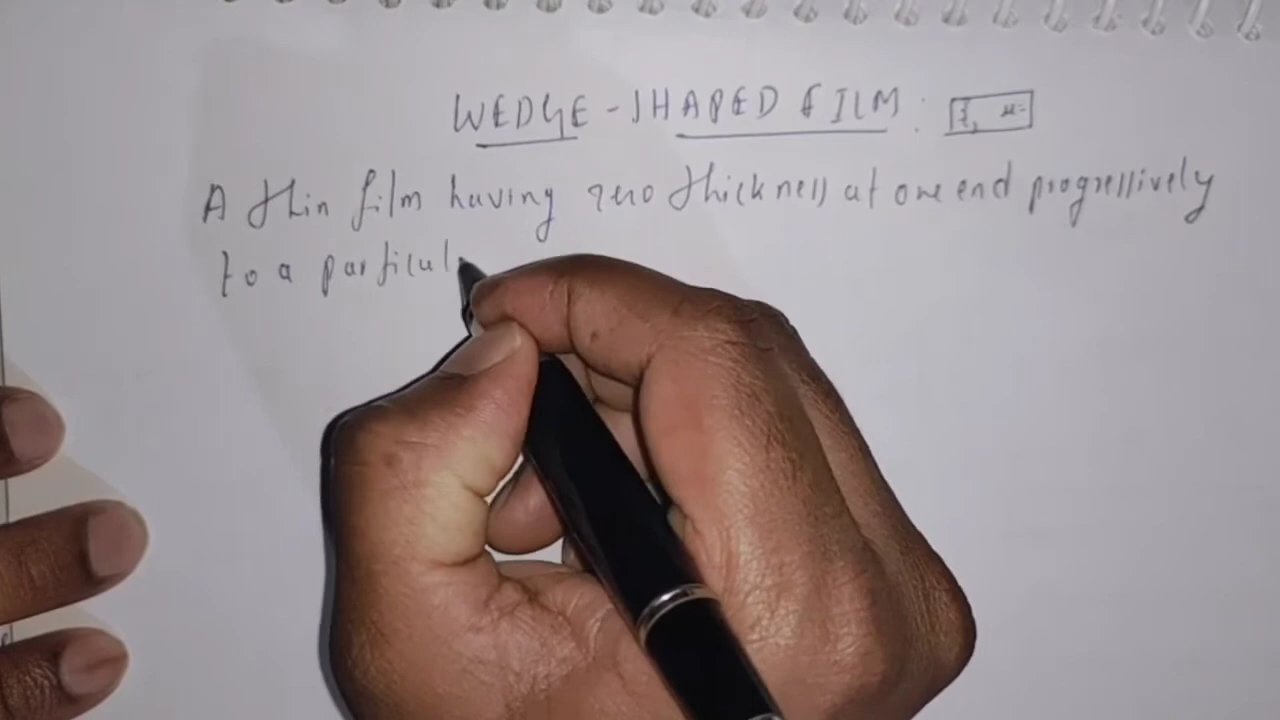 WEDGE-SHAPED FILM:
A thin film having zero thickness at one end progressively
to a particul